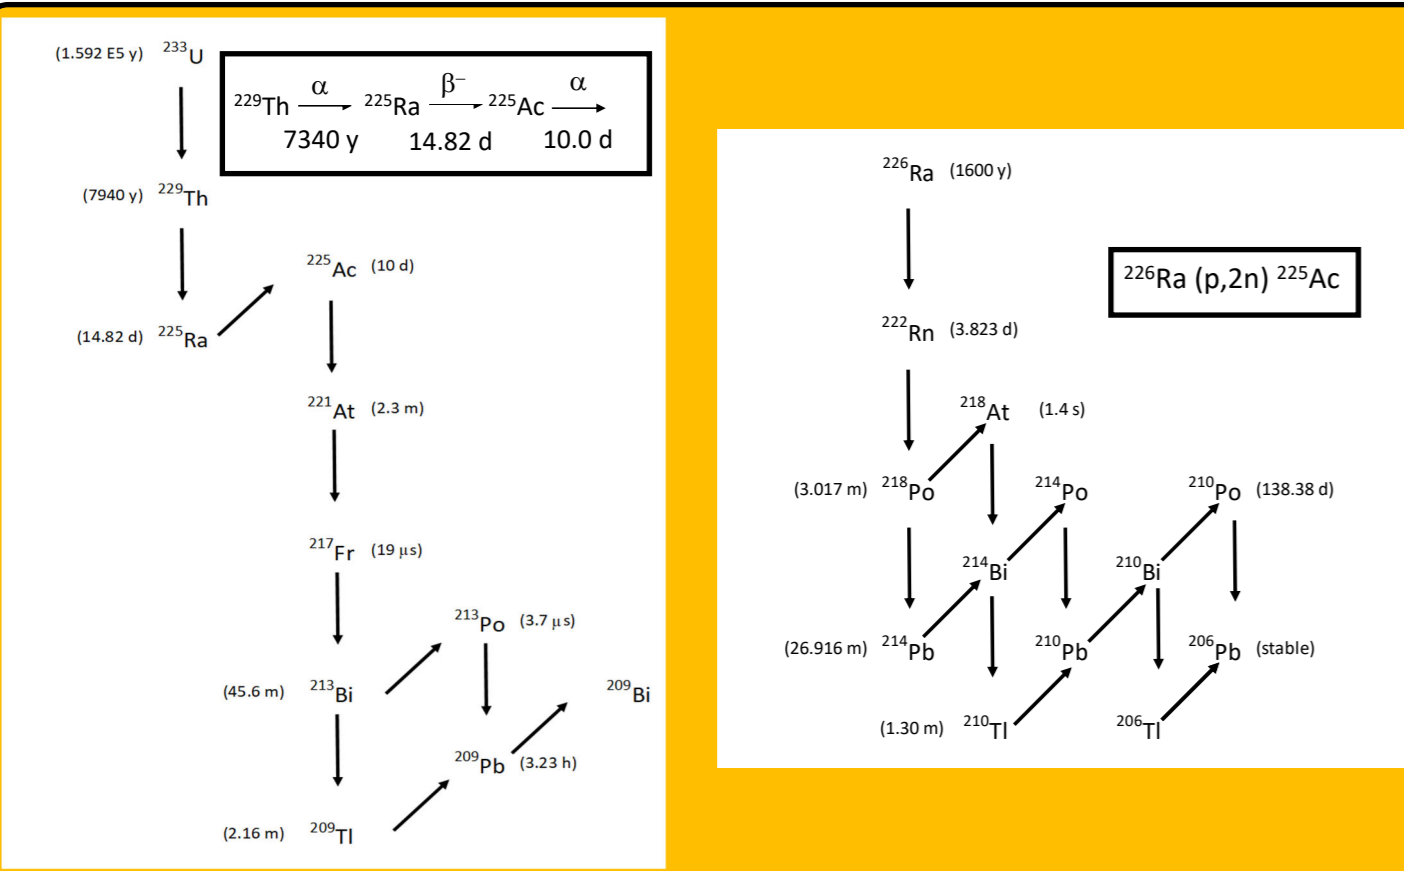 (1.592 E5 y) ²³³U
²²⁹Th α ²²⁵Ra β⁻ ²²⁵Ac α
7340 y 14.82 d 10.0 d
(7940 y) ²²⁹Th
²²⁵Ac (10 d)
(14.82 d) ²²⁵Ra
²²¹At (2.3 m)
²¹⁷Fr (19 μs)
²¹³Po (3.7 μs)
(45.6 m) ²¹³Bi
²⁰⁹Bi
²⁰⁹Pb (3.23 h)
(2.16 m) ²⁰⁹Tl
²²⁶Ra (1600 y)
²²⁶Ra (p,2n) ²²⁵Ac
²²²Rn (3.823 d)
²¹⁸At (1.4 s)
(3.017 m) ²¹⁸Po
²¹⁴Po
²¹⁰Po (138.38 d)
²¹⁴Bi
²¹⁰Bi
(26.916 m) ²¹⁴Pb
²¹⁰Pb
²⁰⁶Pb (stable)
(1.30 m) ²¹⁰Tl
²⁰⁶Tl